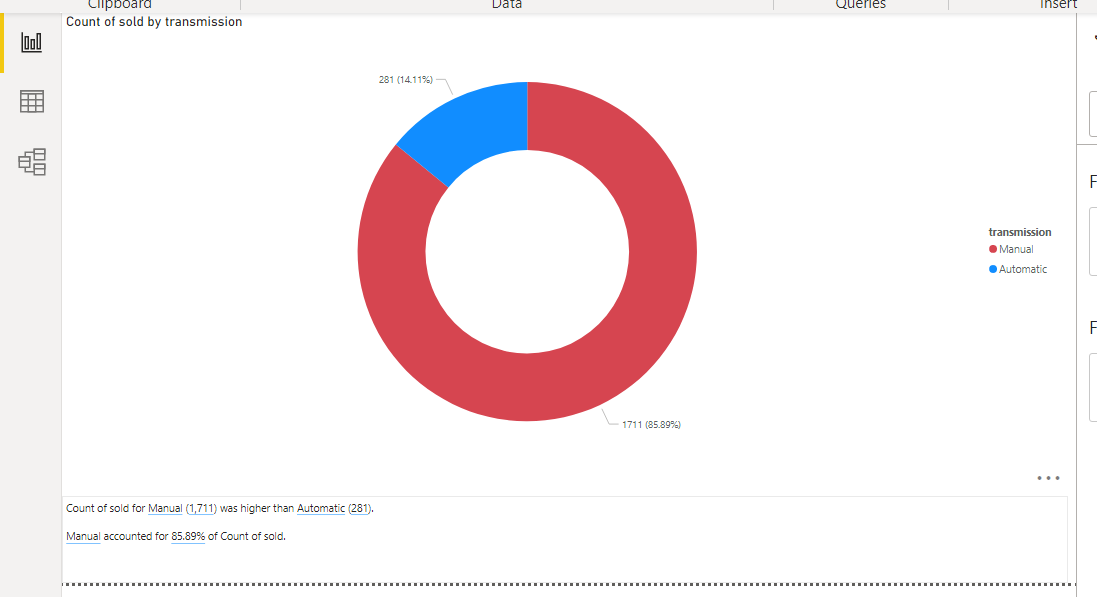 Clipboard
Data
Queries
Insert
Count of sold by transmission
281 (14.11%)
transmission
Manual
Automatic
1711 (85.89%)
Count of sold for Manual (1,711) was higher than Automatic (281).
Manual accounted for 85.89% of Count of sold.
F
F